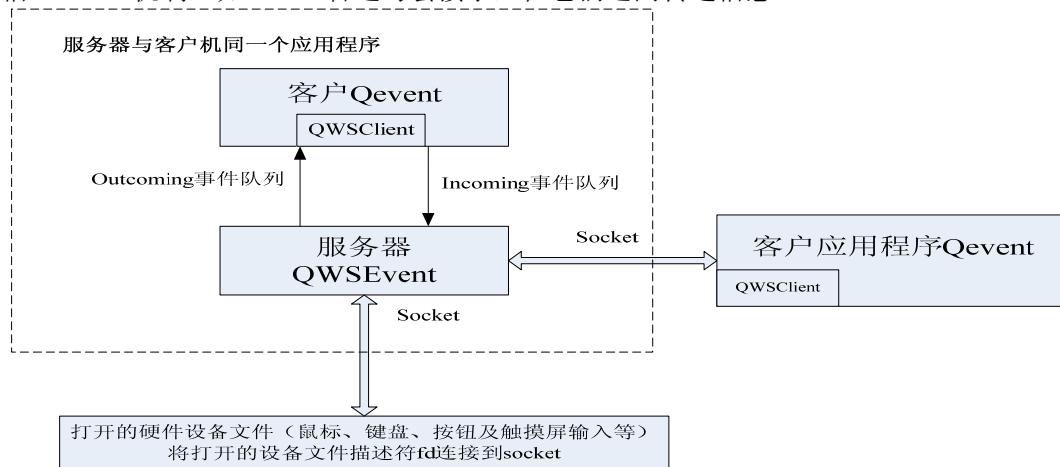 服务器与客户机同一个应用程序
客户Qevent
QWSClient
Outcoming事件队列
Incoming事件队列
服务器
QWSEvent
Socket
客户应用程序Qevent
QWSClient
Socket
打开的硬件设备文件（鼠标、键盘、按钮及触摸屏输入等）
将打开的设备文件描述符fd连接到socket